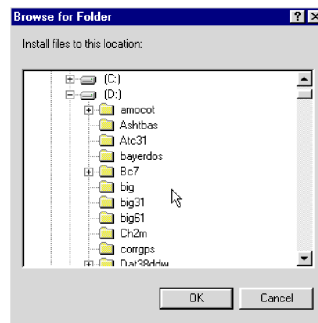 Browse for Folder
Install files to this location:
(C:)
(D:)
amocot
Ashtbas
Atc31
bayerdos
Bc7
big
big31
big61
Ch2m
corrgps
Dat38ddw
OK
Cancel